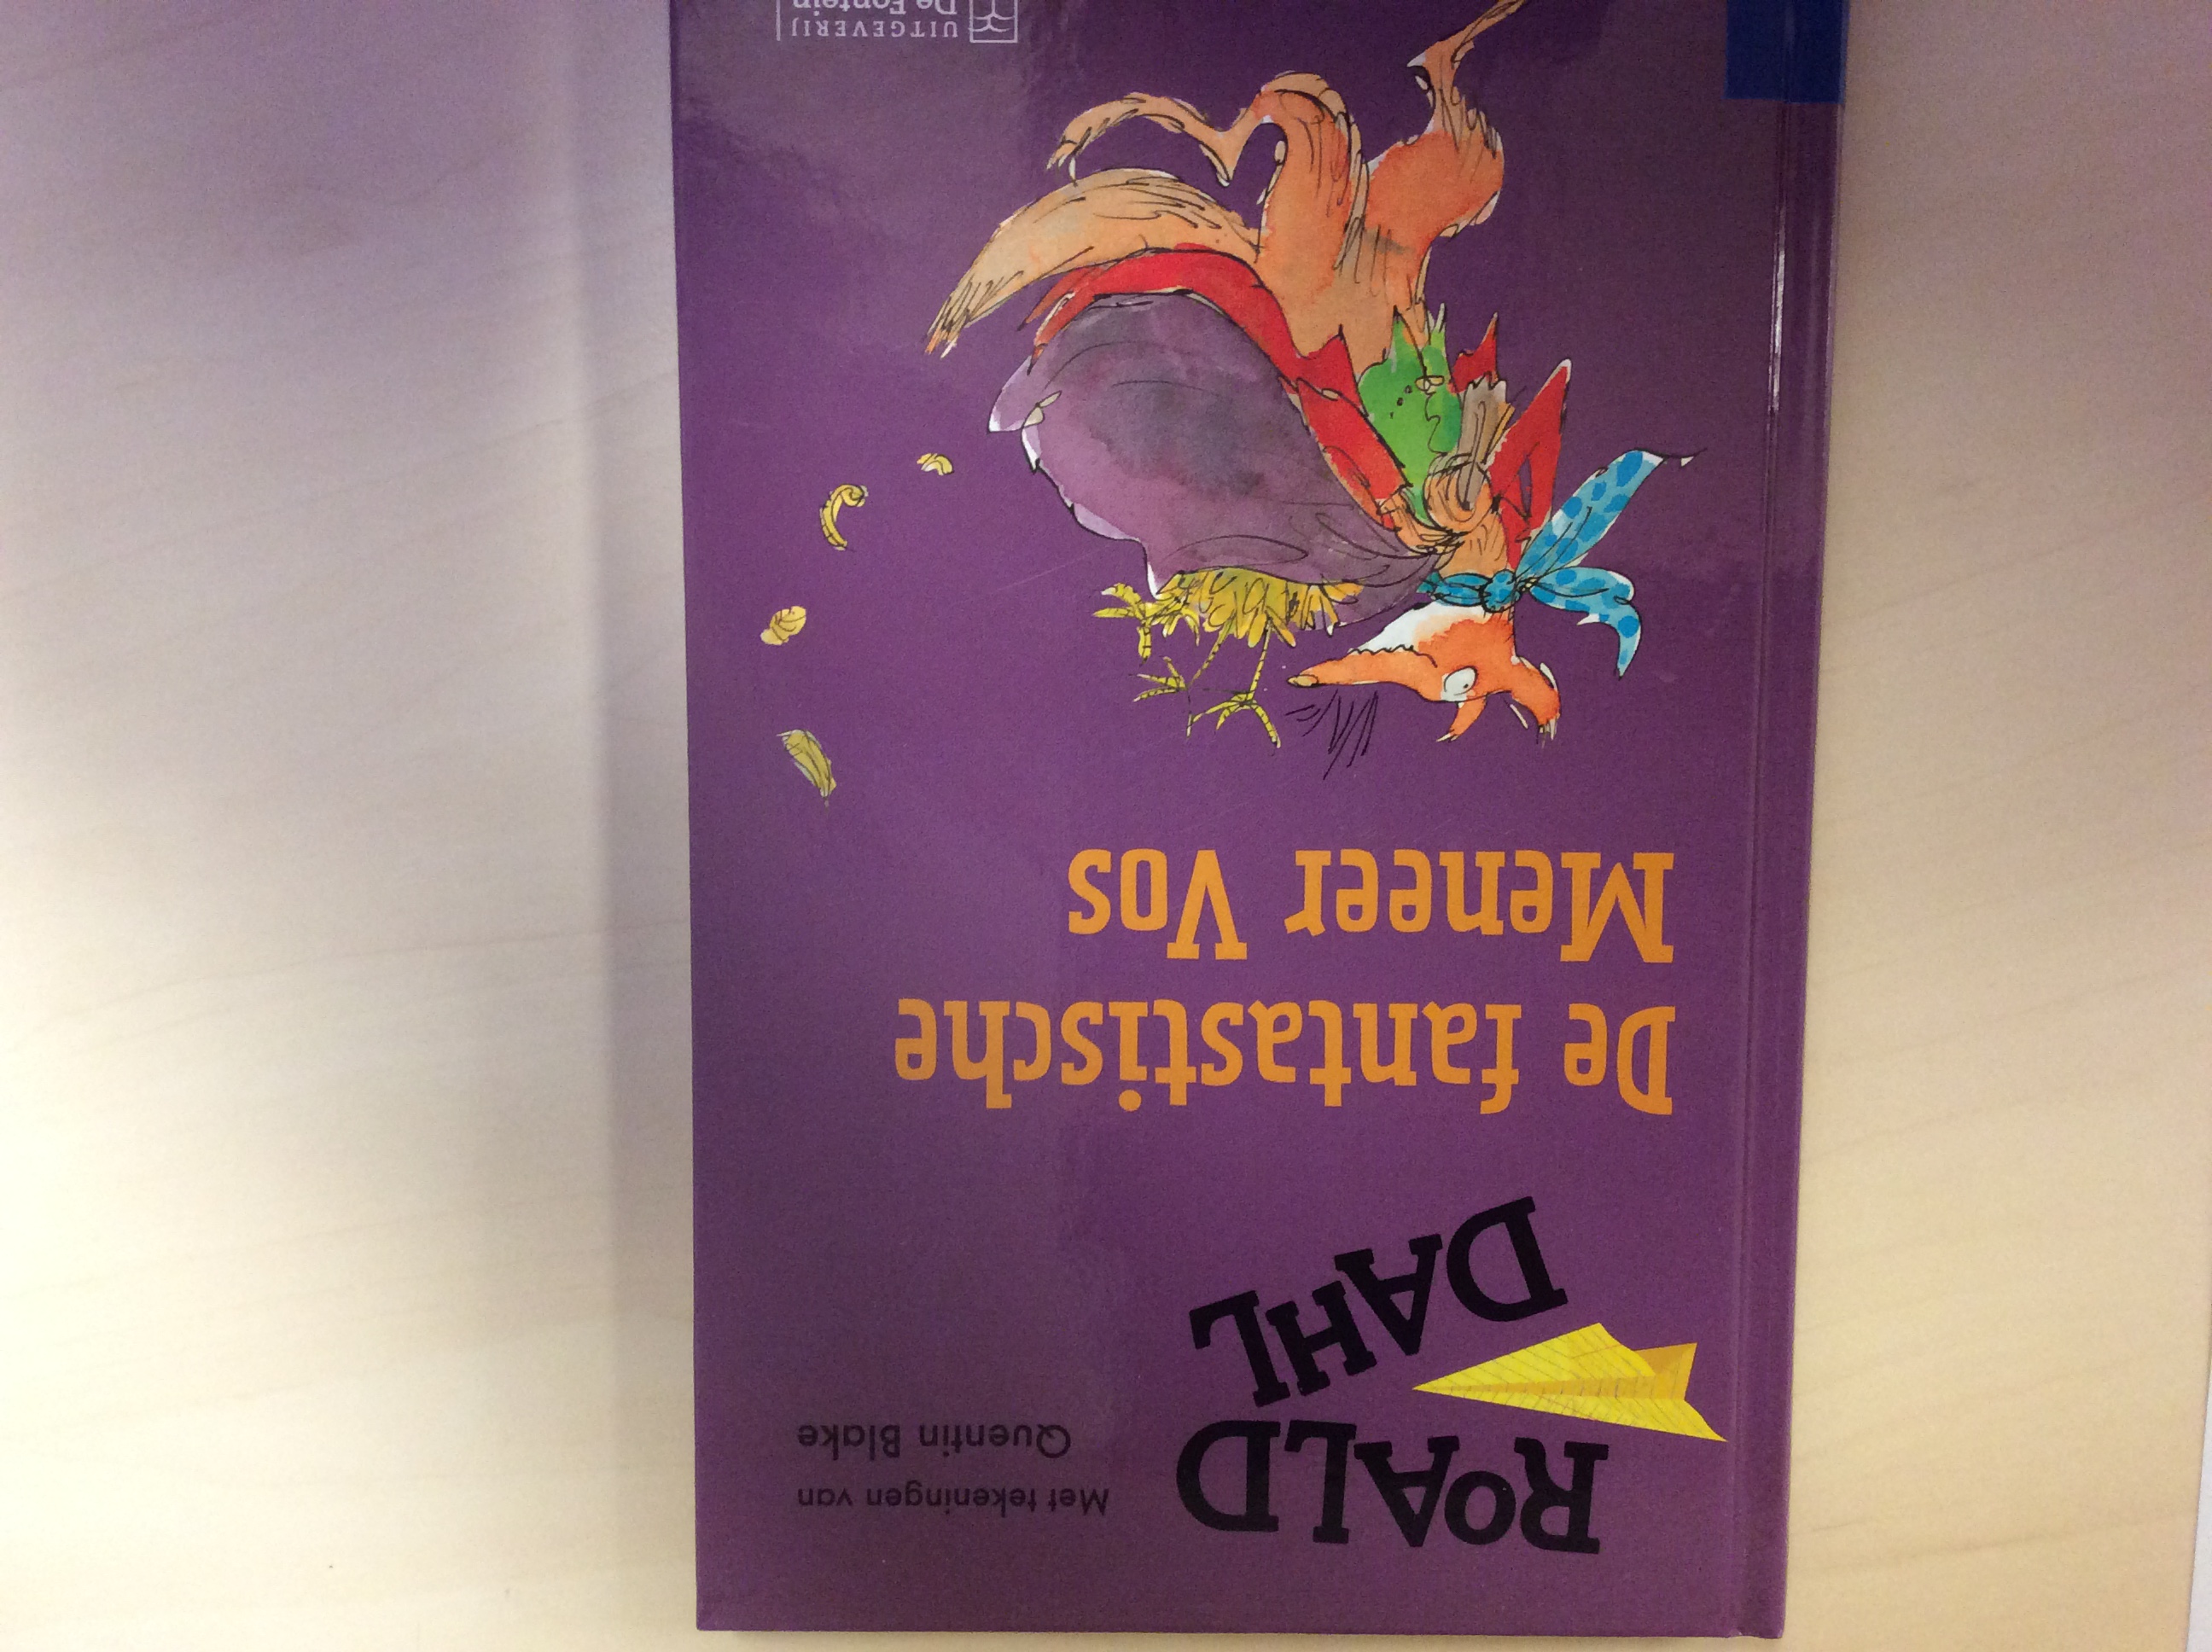 ROALD
DAHL
Met tekeningen van
Quentin Blake
De fantastische
Meneer Vos
UITGEVERIJ
De Fontein